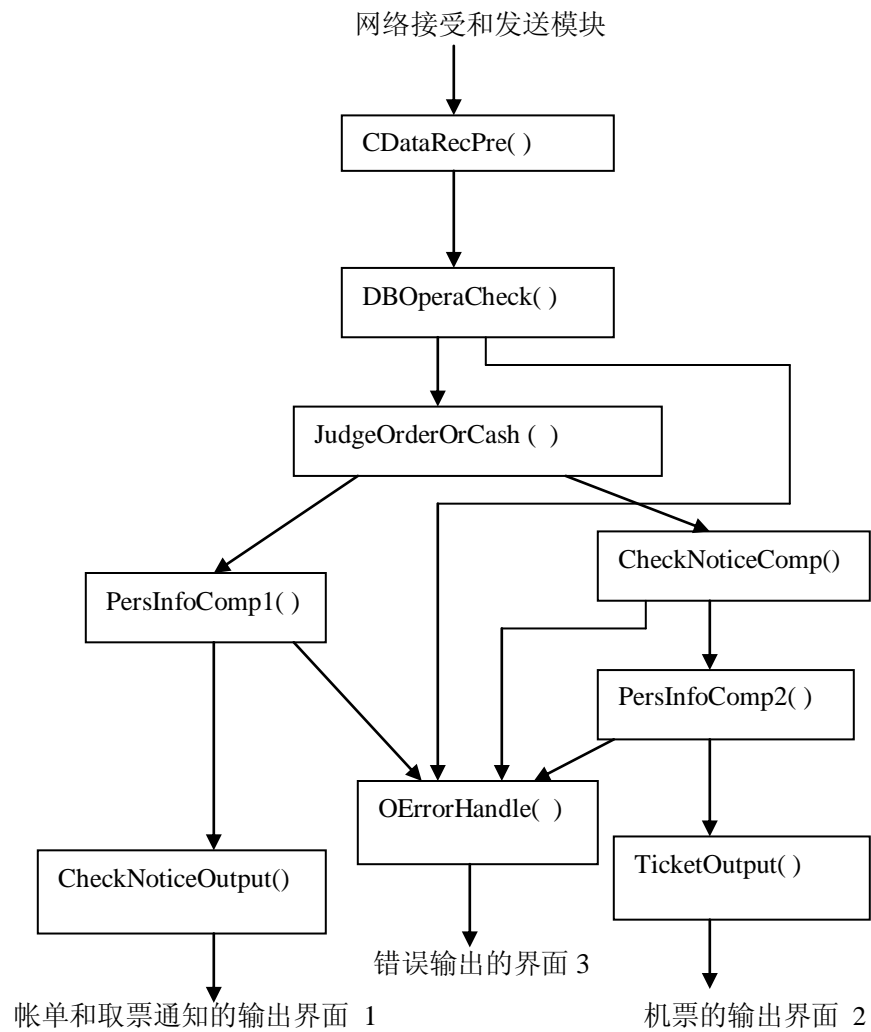 网络接受和发送模块
CDataRecPre( )
DBOperaCheck( )
JudgeOrderOrCash (  )
CheckNoticeComp()
PersInfoComp1( )
PersInfoComp2( )
OErrorHandle(  )
CheckNoticeOutput()
TicketOutput( )
错误输出的界面 3
帐单和取票通知的输出界面  1
机票的输出界面  2